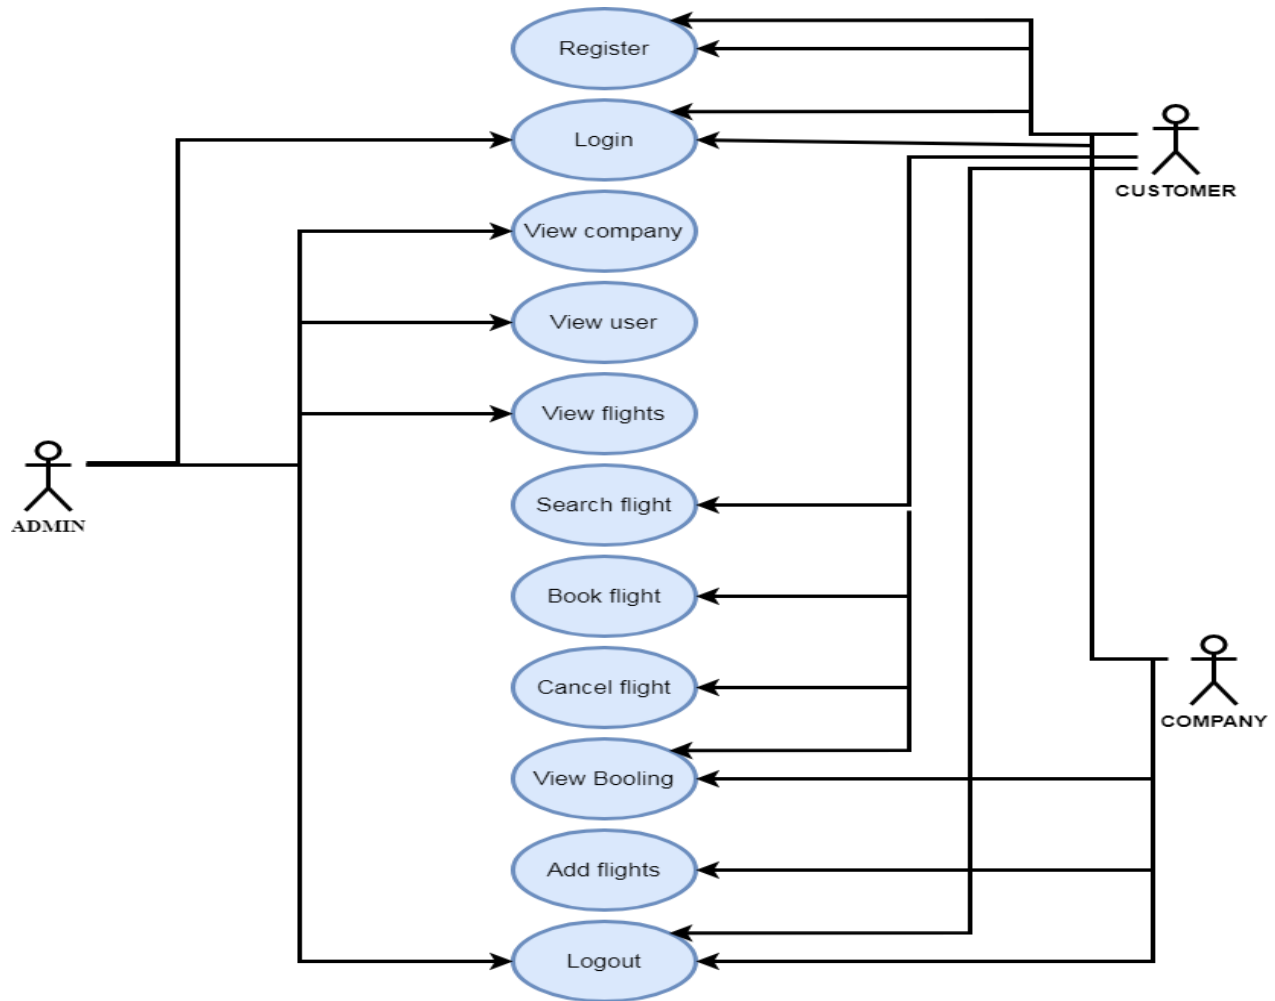 Register
Login
CUSTOMER
View company
View user
View flights
ADMIN
Search flight
Book flight
Cancel flight
COMPANY
View Booling
Add flights
Logout